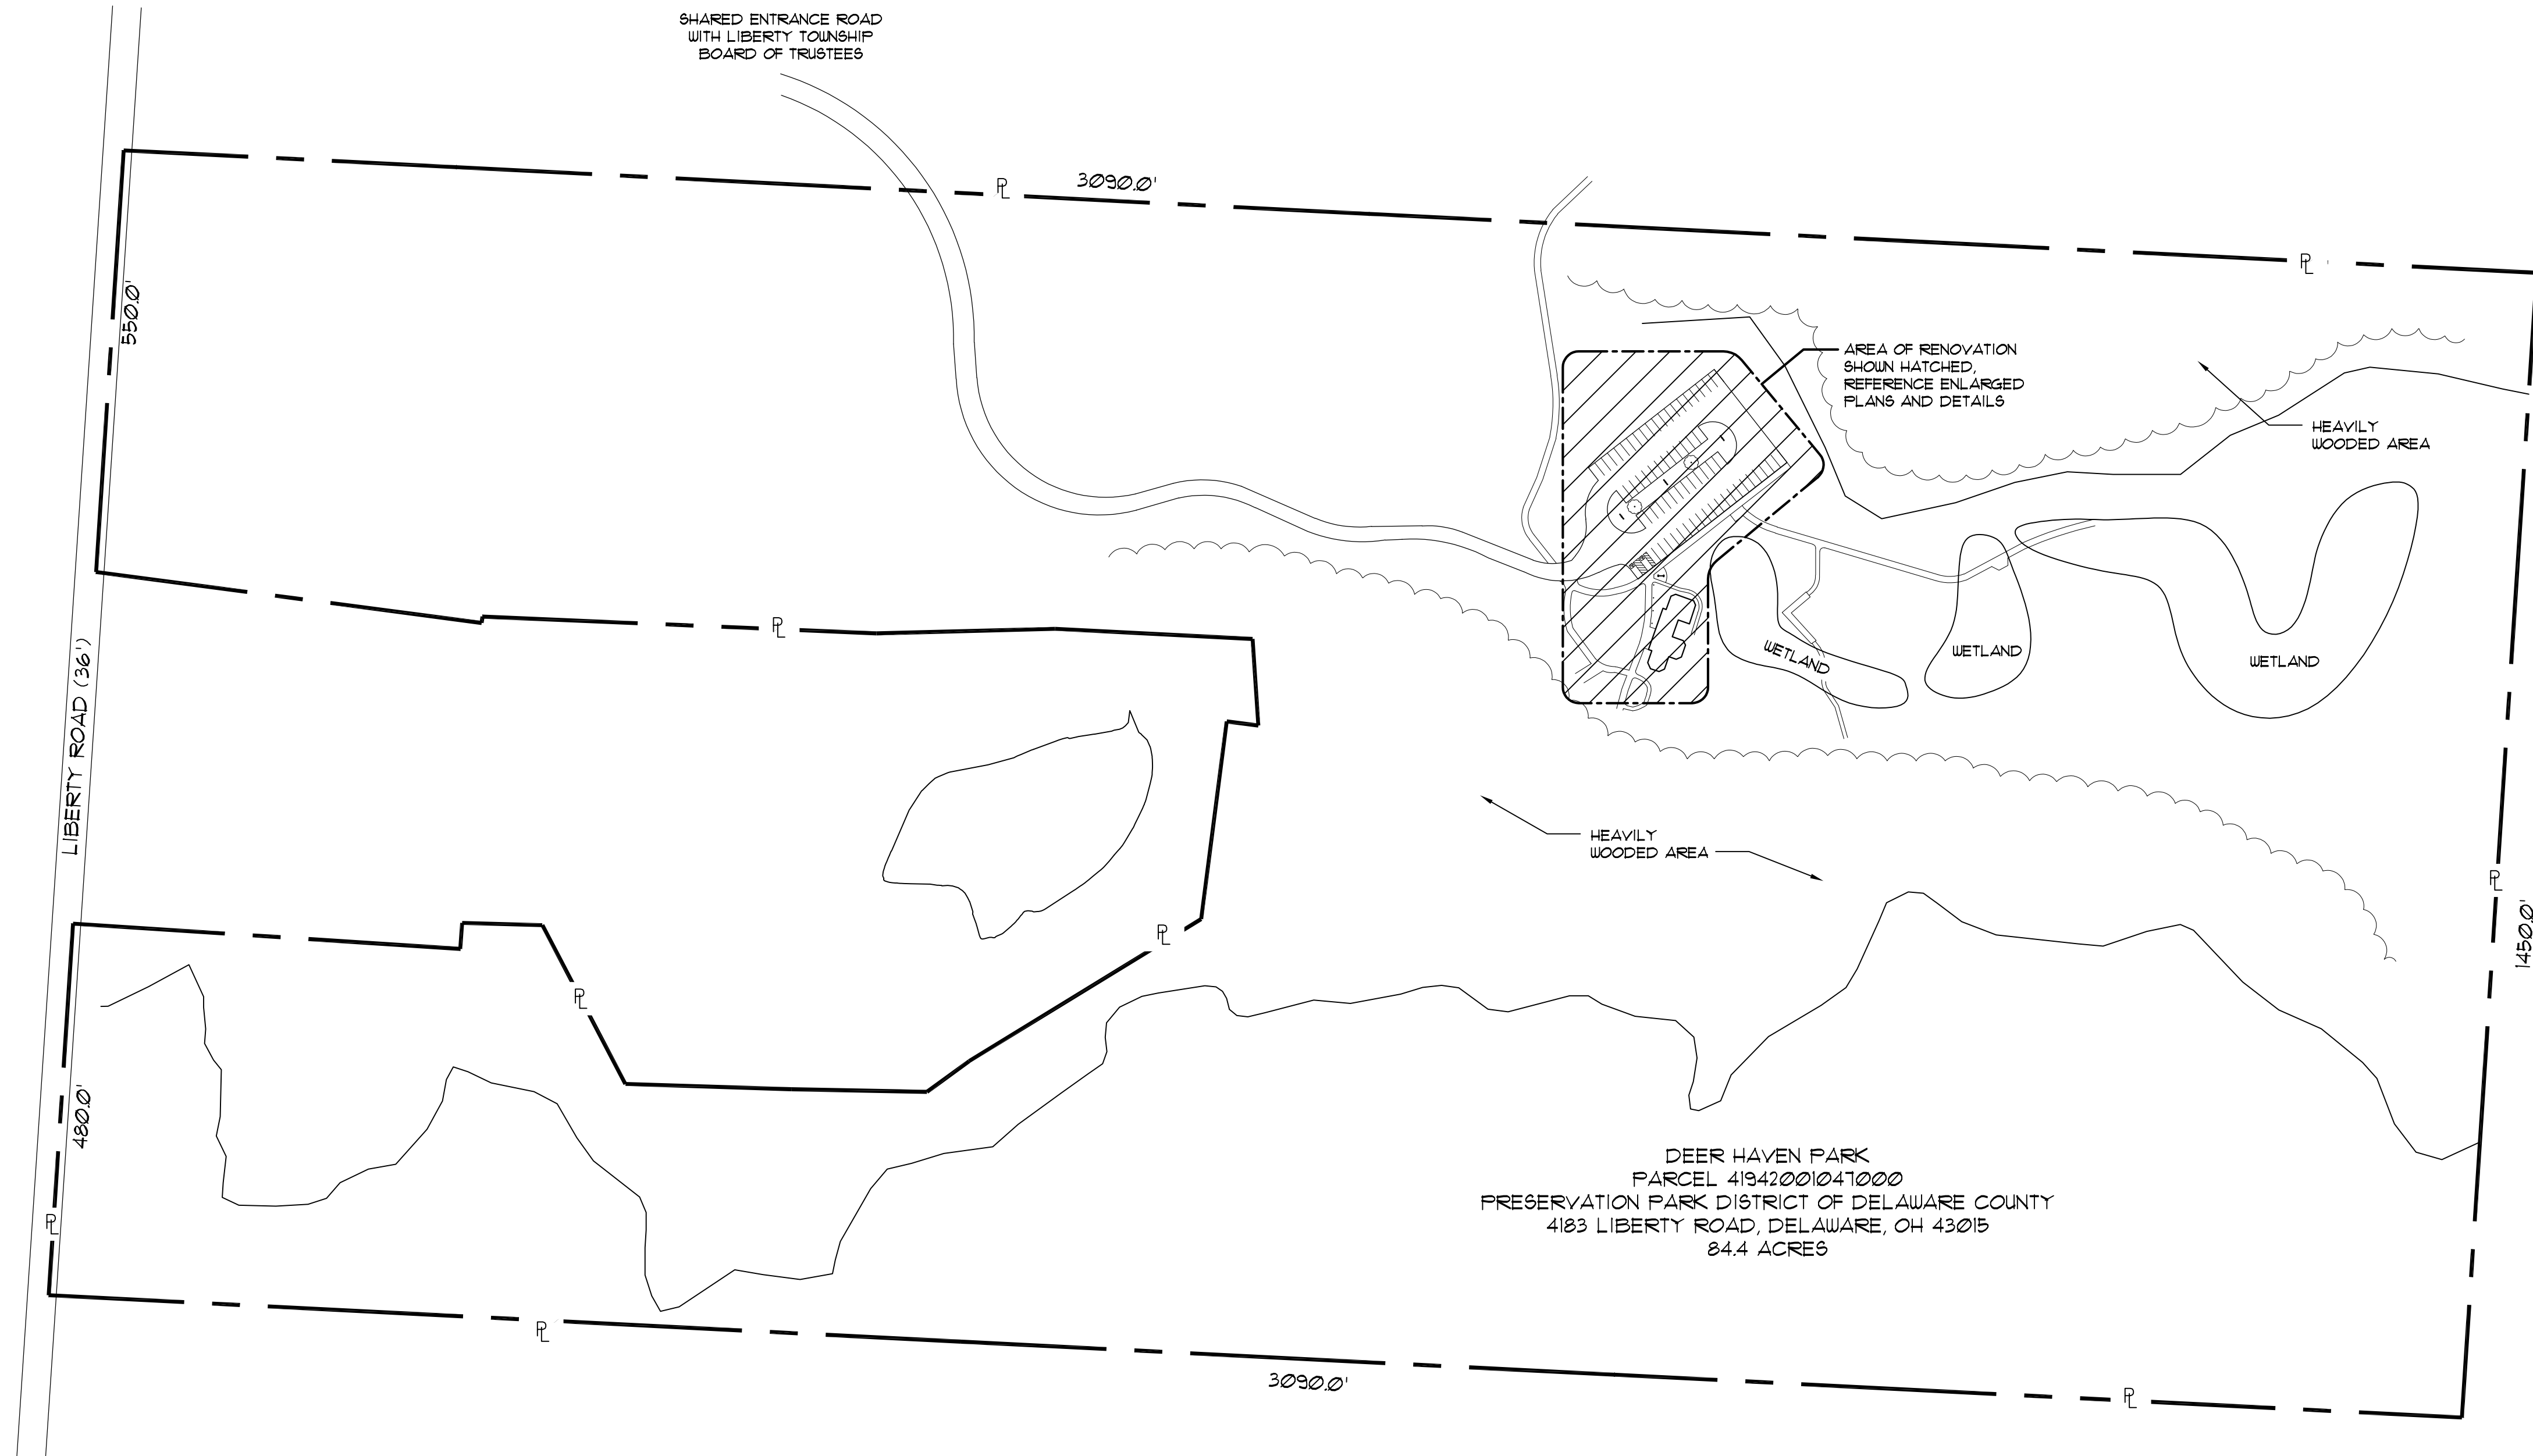 SHARED ENTRANCE ROAD
WITH LIBERTY TOWNSHIP
BOARD OF TRUSTEES
PL
3090.0'
PL
550.0'
AREA OF RENOVATION
SHOWN HATCHED,
REFERENCE ENLARGED
PLANS AND DETAILS
HEAVILY
WOODED AREA
PL
LIBERTY ROAD (36')
WETLAND
WETLAND
WETLAND
HEAVILY
WOODED AREA
PL
1450.0'
PL
PL
480.0'
PL
DEER HAVEN PARK
PARCEL 41942001047000
PRESERVATION PARK DISTRICT OF DELAWARE COUNTY
4183 LIBERTY ROAD, DELAWARE, OH 43015
84.4 ACRES
PL
3090.0'
PL